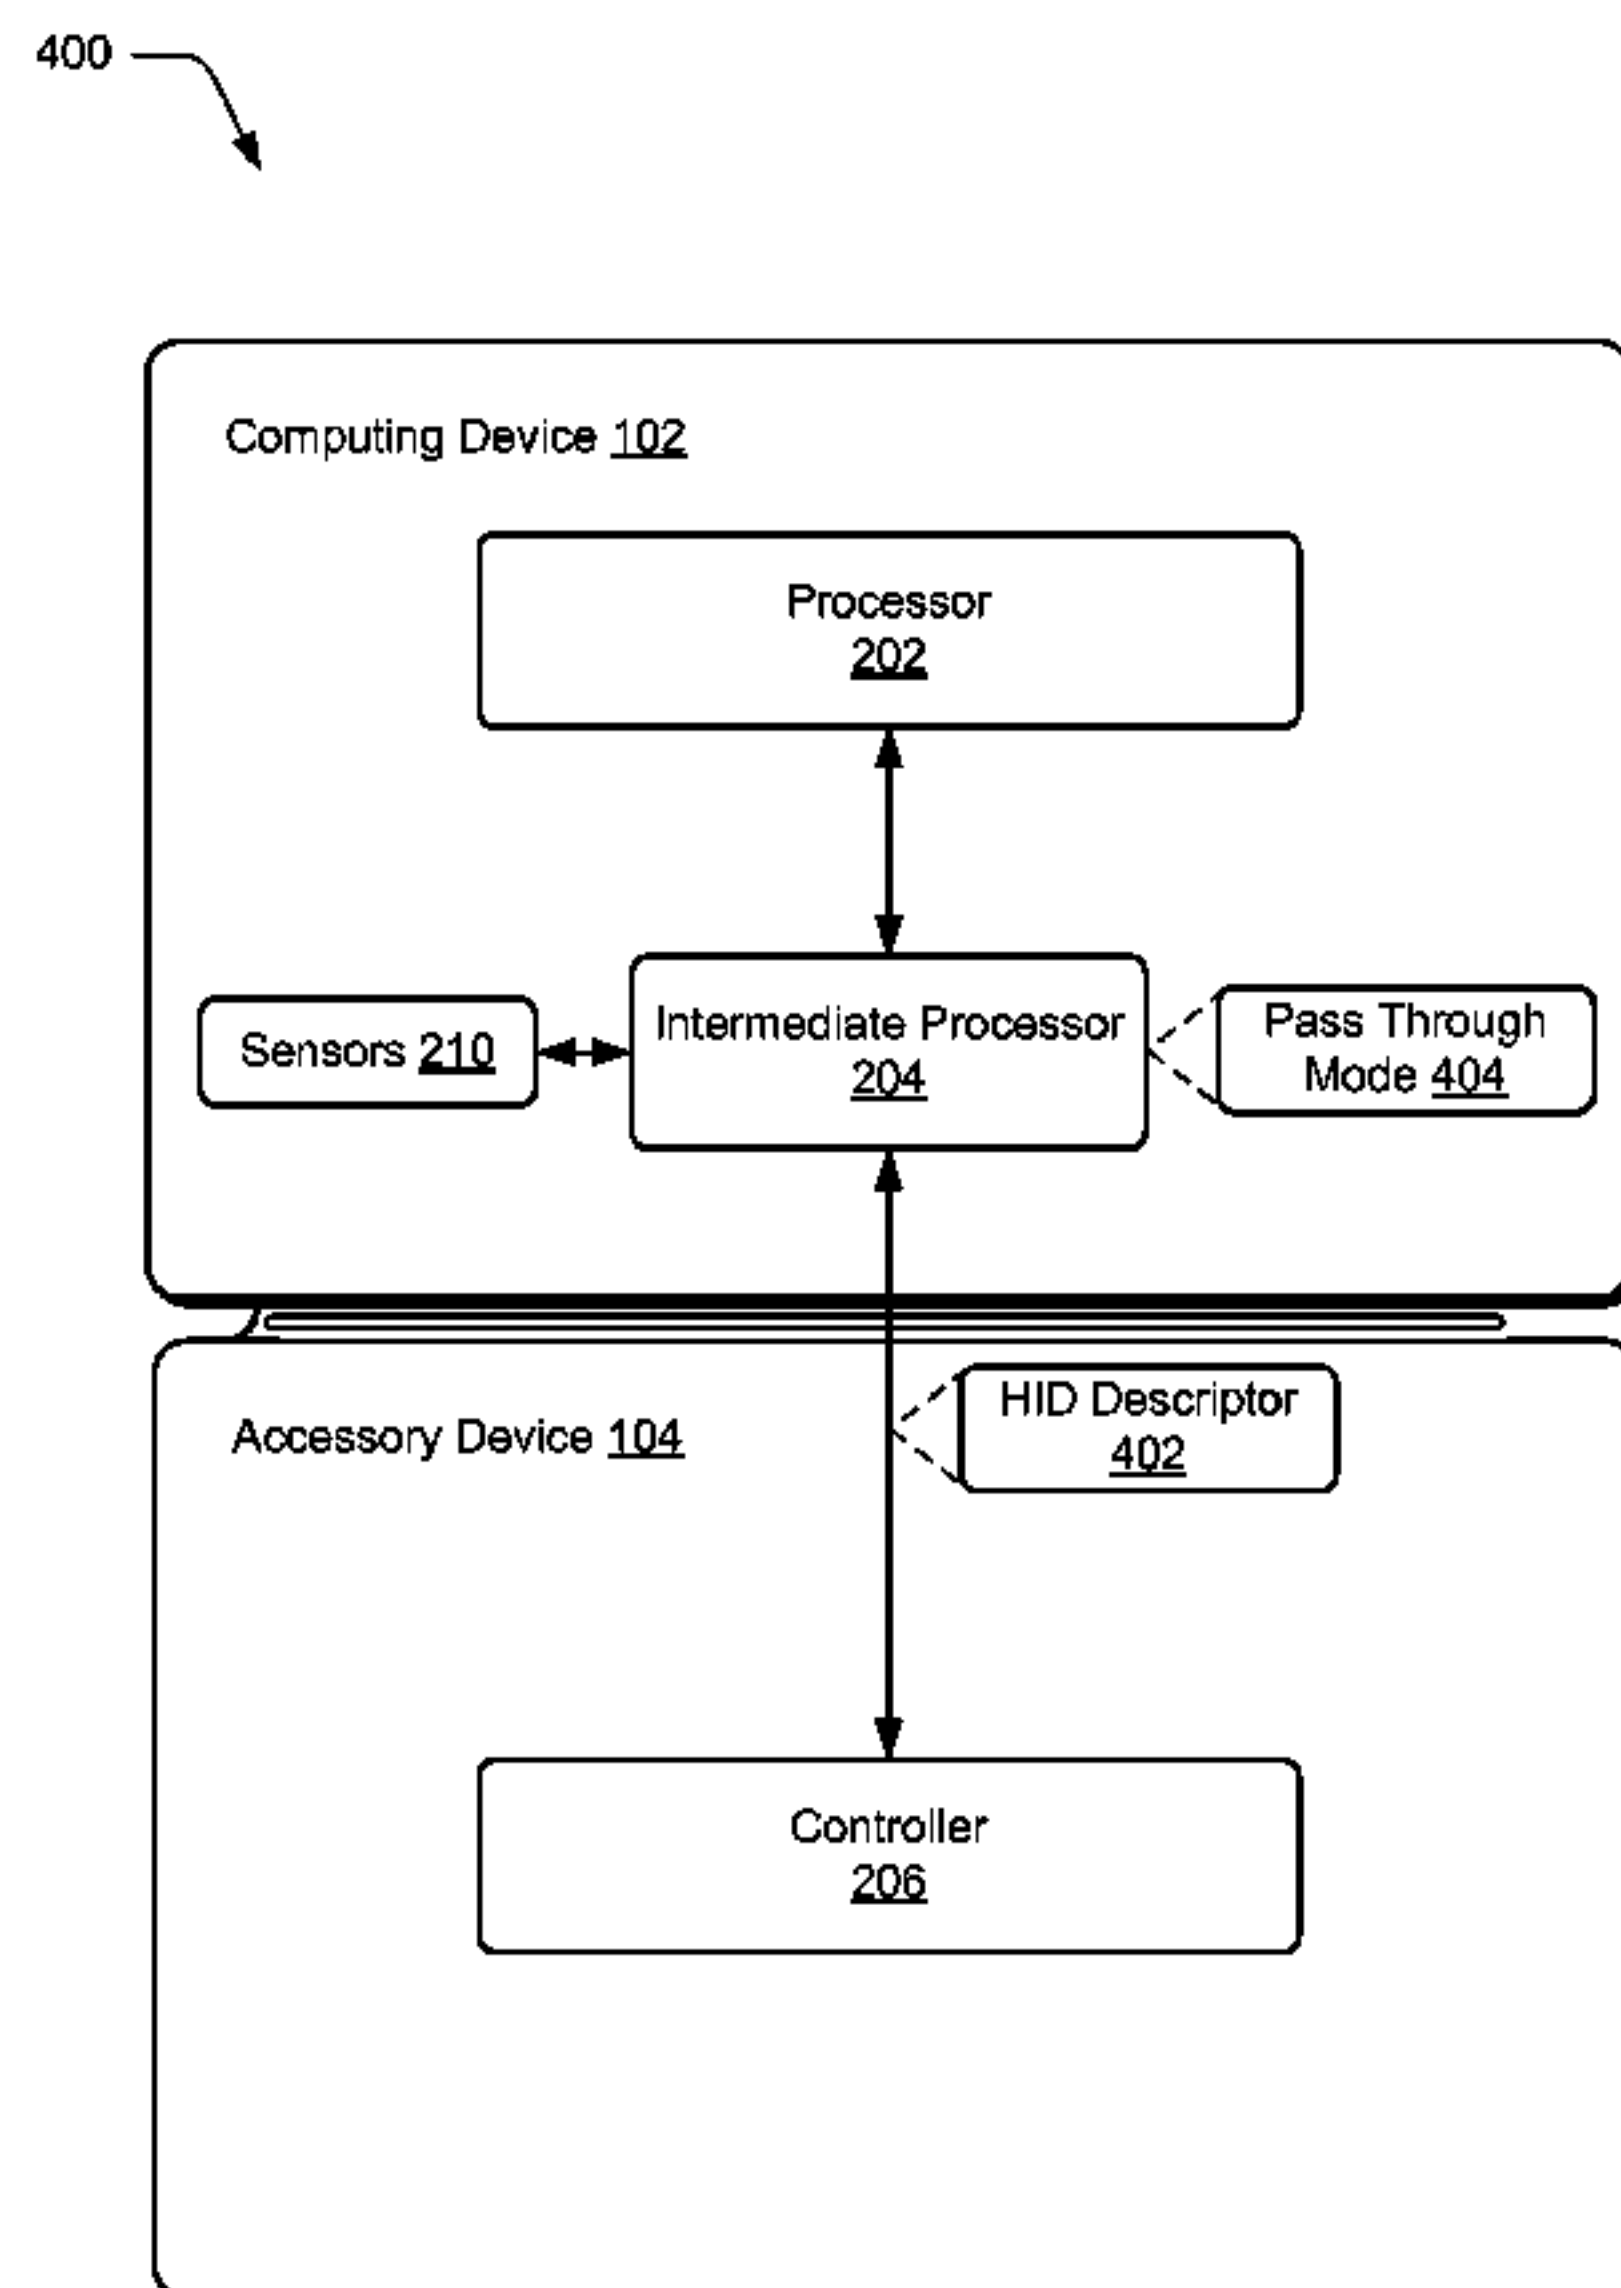 400
Computing Device 102
Processor
202
Sensors 210
Intermediate Processor
204
Pass Through
Mode 404
HID Descriptor
402
Accessory Device 104
Controller
206